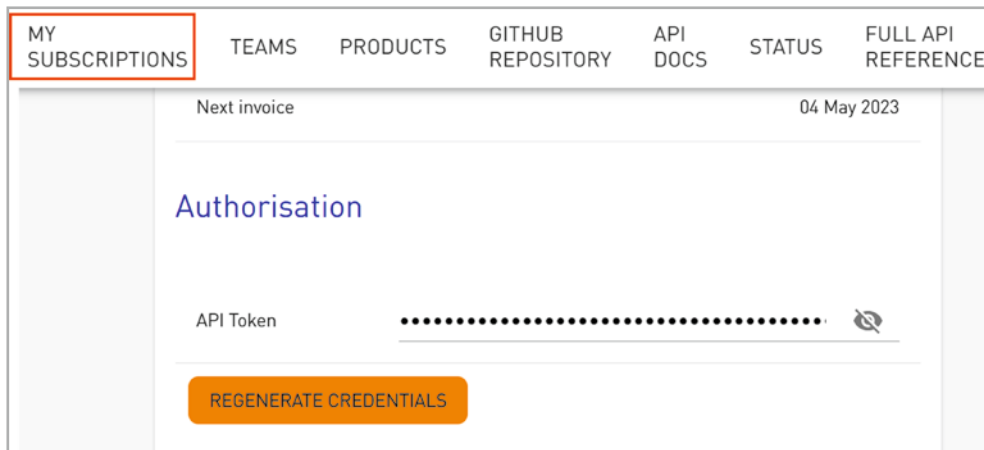 MY
SUBSCRIPTIONS
TEAMS
PRODUCTS
GITHUB
REPOSITORY
API
DOCS
STATUS
FULL API
REFERENCE
Next invoice 04 May 2023
Authorisation
API Token
REGENERATE CREDENTIALS